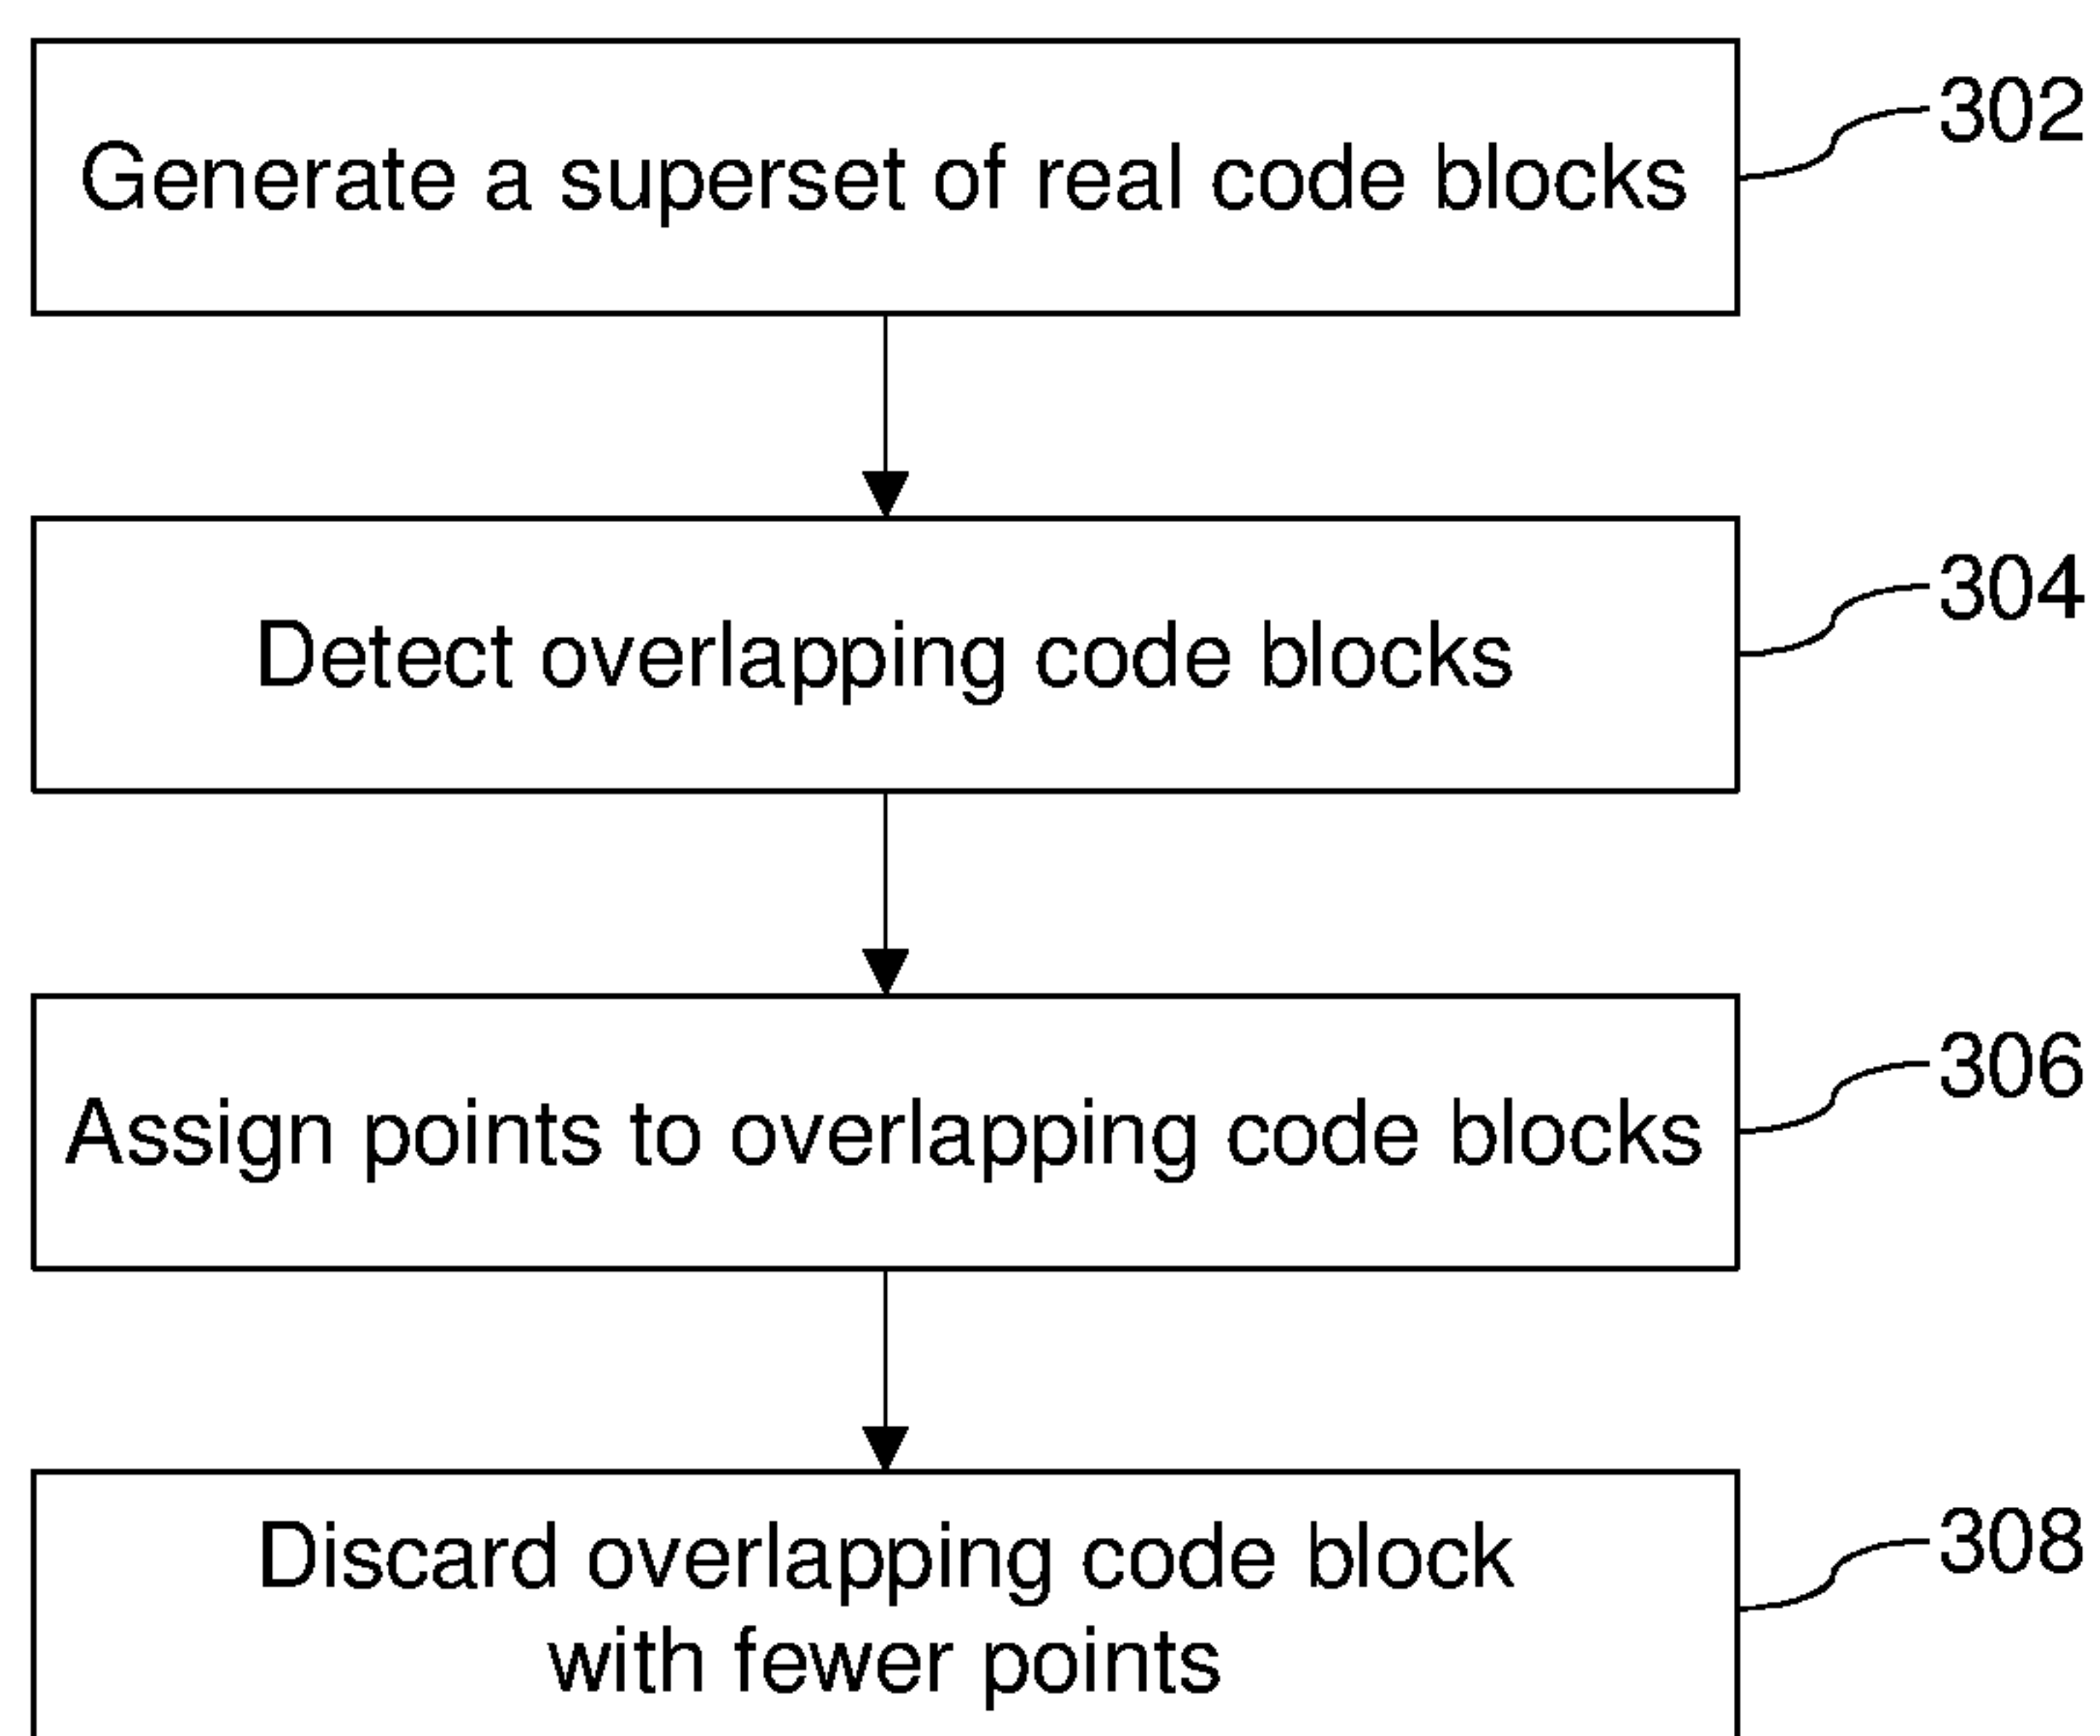 Generate a superset of real code blocks
302
Detect overlapping code blocks
304
Assign points to overlapping code blocks
306
Discard overlapping code block
with fewer points
308